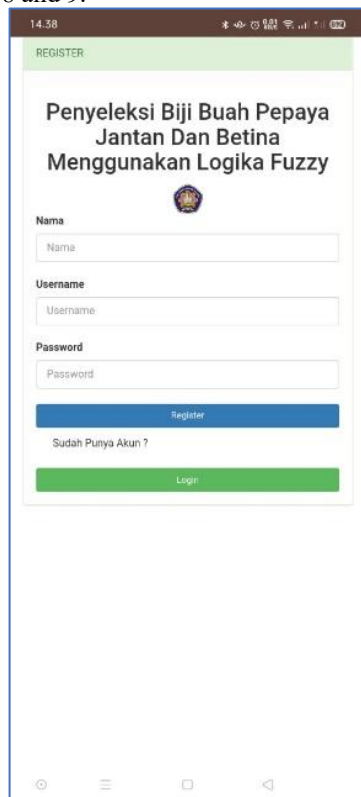 8 and 9.
14.38
REGISTER
Penyeleksi Biji Buah Pepaya
Jantan Dan Betina
Menggunakan Logika Fuzzy
Nama
Nama
Username
Username
Password
Password
Register
Sudah Punya Akun ?
Login